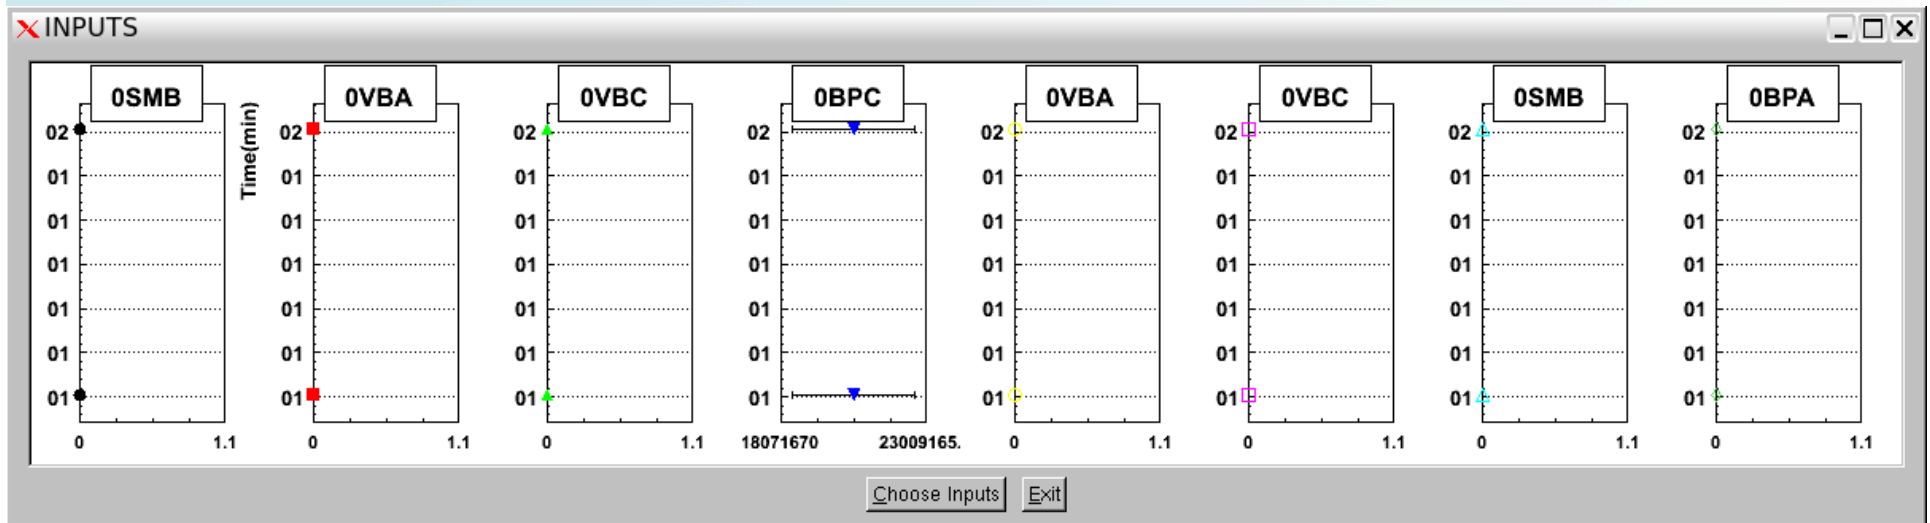 INPUTS
0SMB 0VBA 0VBC 0BPC 0VBA 0VBC 0SMB 0BPA
Time(min)
02 02 02 02 02 02 02 02
01 01 01 01 01 01 01 01
01 01 01 01 01 01 01 01
01 01 01 01 01 01 01 01
01 01 01 01 01 01 01 01
01 01 01 01 01 01 01 01
01 01 01 01 01 01 01 01
0 1.1 0 1.1 0 1.1 18071670 23009165. 0 1.1 0 1.1 0 1.1 0 1.1
Choose Inputs Exit